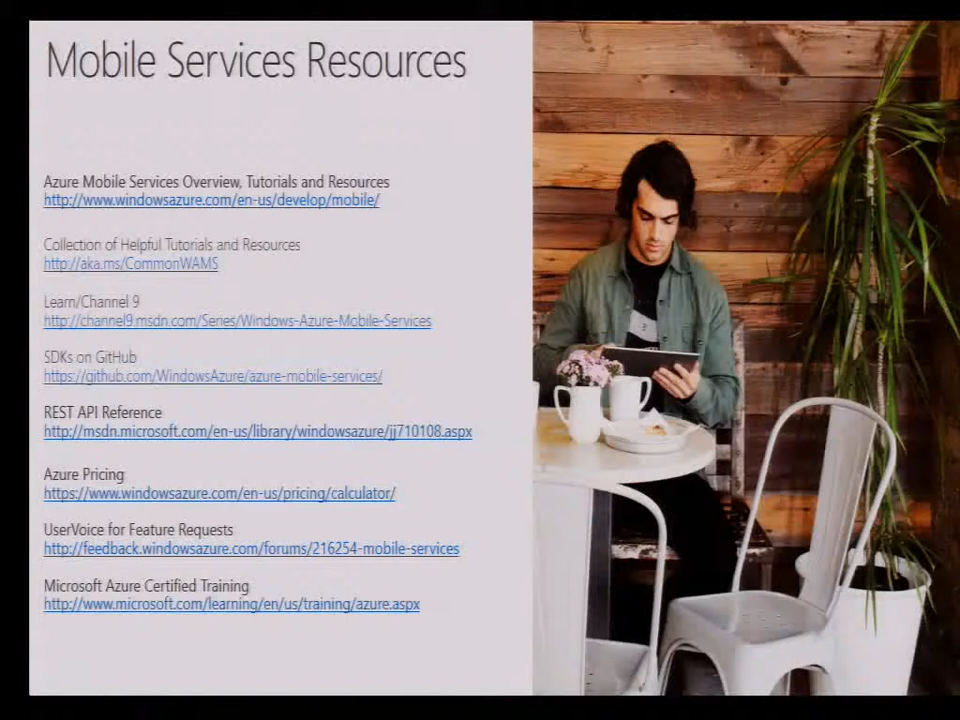 Mobile Services Resources
Azure Mobile Services Overview, Tutorials and Resources
http://www.windowsazure.com/en-us/develop/mobile/
Collection of Helpful Tutorials and Resources
http://aka.ms/CommonWAMS
Learn/Channel 9
http://channel9.msdn.com/Series/Windows-Azure-Mobile-Services
SDKs on GitHub
https://github.com/WindowsAzure/azure-mobile-services/
REST API Reference
http://msdn.microsoft.com/en-us/library/windowsazure/jj710108.aspx
Azure Pricing
https://www.windowsazure.com/en-us/pricing/calculator/
UserVoice for Feature Requests
http://feedback.windowsazure.com/forums/216254-mobile-services
Microsoft Azure Certified Training
http://www.microsoft.com/learning/en/us/training/azure.aspx